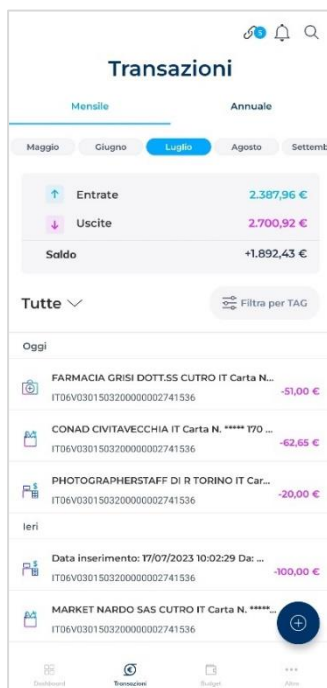 5
Transazioni
Mensile Annuale
Maggio Giugno Luglio Agosto Settemb
Entrate 2.387,96 €
Uscite 2.700,92 €
Saldo +1.892,43 €
Tutte Filtra per TAG
Oggi
FARMACIA GRISI DOTT.SS CUTRO IT Carta N...
IT06V0301503200000002741536 -51,00 €
CONAD CIVITAVECCHIA IT Carta N. ***** 170 ...
IT06V0301503200000002741536 -62,65 €
PHOTOGRAPHERSTAFF DI R TORINO IT Car...
IT06V0301503200000002741536 -20,00 €
Ieri
Data inserimento: 17/07/2023 10:02:29 Da: ...
IT06V0301503200000002741536 -100,00 €
MARKET NARDO SAS CUTRO IT Carta N. *****...
IT06V0301503200000002741536
Dashboard Transazioni Budget Altro